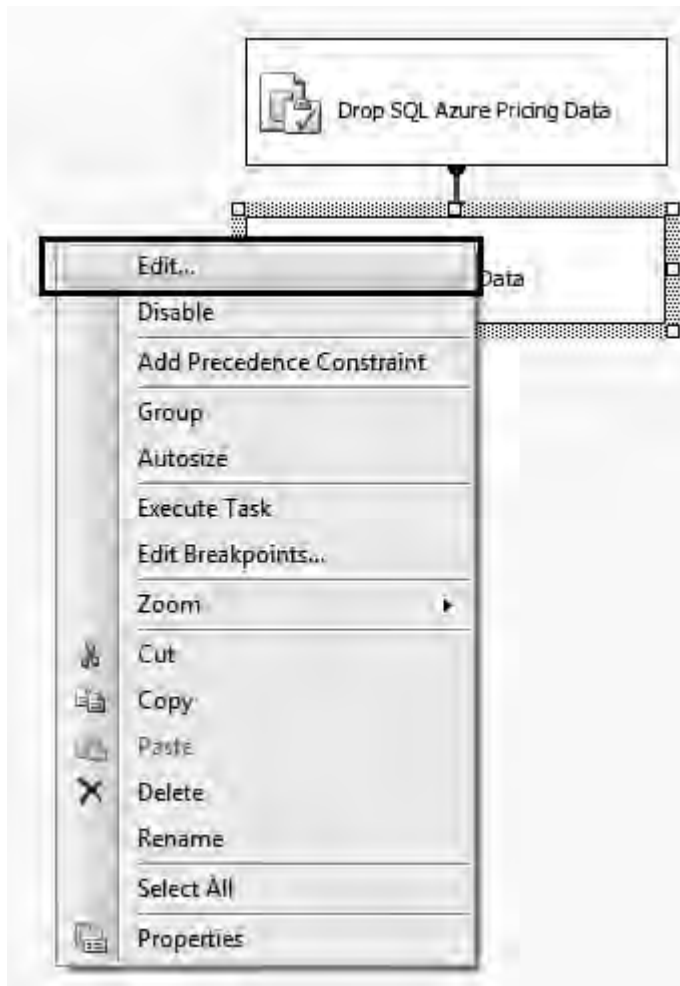 Drop SQL Azure Pricing Data
Data
Edit...
Disable
Add Precedence Constraint
Group
Autosize
Execute Task
Edit Breakpoints...
Zoom
Cut
Copy
Paste
Delete
Rename
Select All
Properties